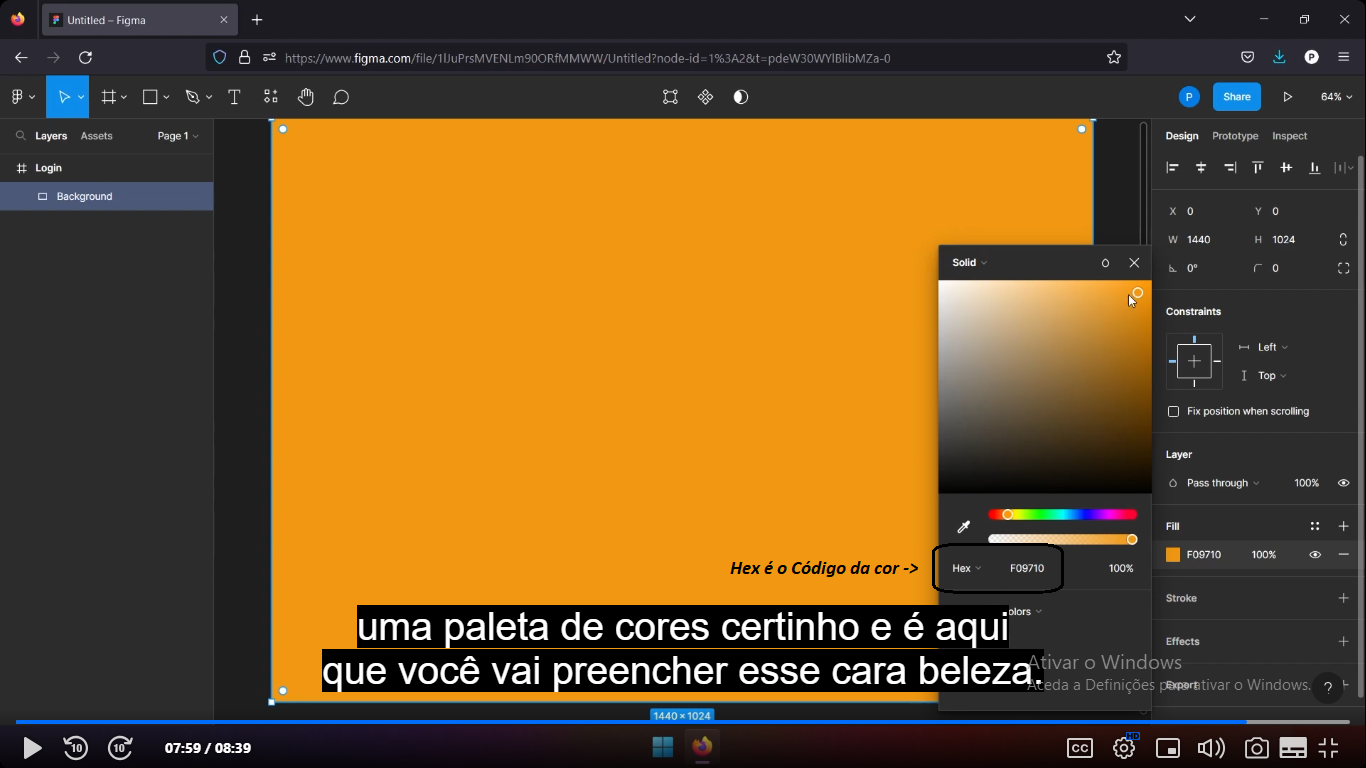 Untitled – Figma
https://www.figma.com/file/1lJuPrsMVENLm90ORfMMWW/Untitled?node-id=1%3A2&t=pdeW30WYlBlibMZa-0
P
P
Share
64%
Layers
Assets
Page 1
Design
Prototype
Inspect
Login
Background
X 0
Y 0
W 1440
H 1024
0°
0
Solid
Constraints
Left
Top
Fix position when scrolling
Layer
Pass through
100%
Fill
F09710
100%
Hex é o Código da cor ->
Hex
F09710
100%
Stroke
olors
Effects
Export
uma paleta de cores certinho e é aqui
que você vai preencher esse cara beleza.
Ativar o Windows
Aceda a Definições para ativar o Windows.
?
1440 × 1024
10
10
07:59 / 08:39
CC
HD